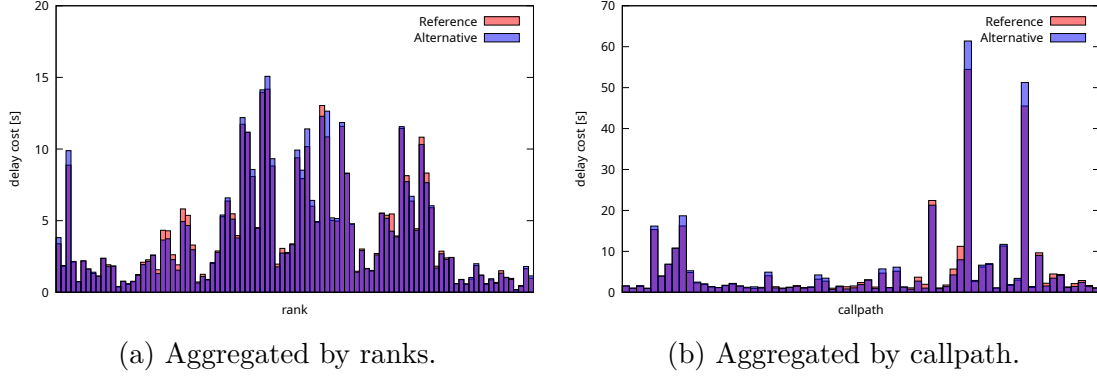 20
15
10
5
0
delay cost [s]
rank
Reference
Alternative
(a) Aggregated by ranks.
70
60
50
40
30
20
10
0
delay cost [s]
callpath
Reference
Alternative
(b) Aggregated by callpath.